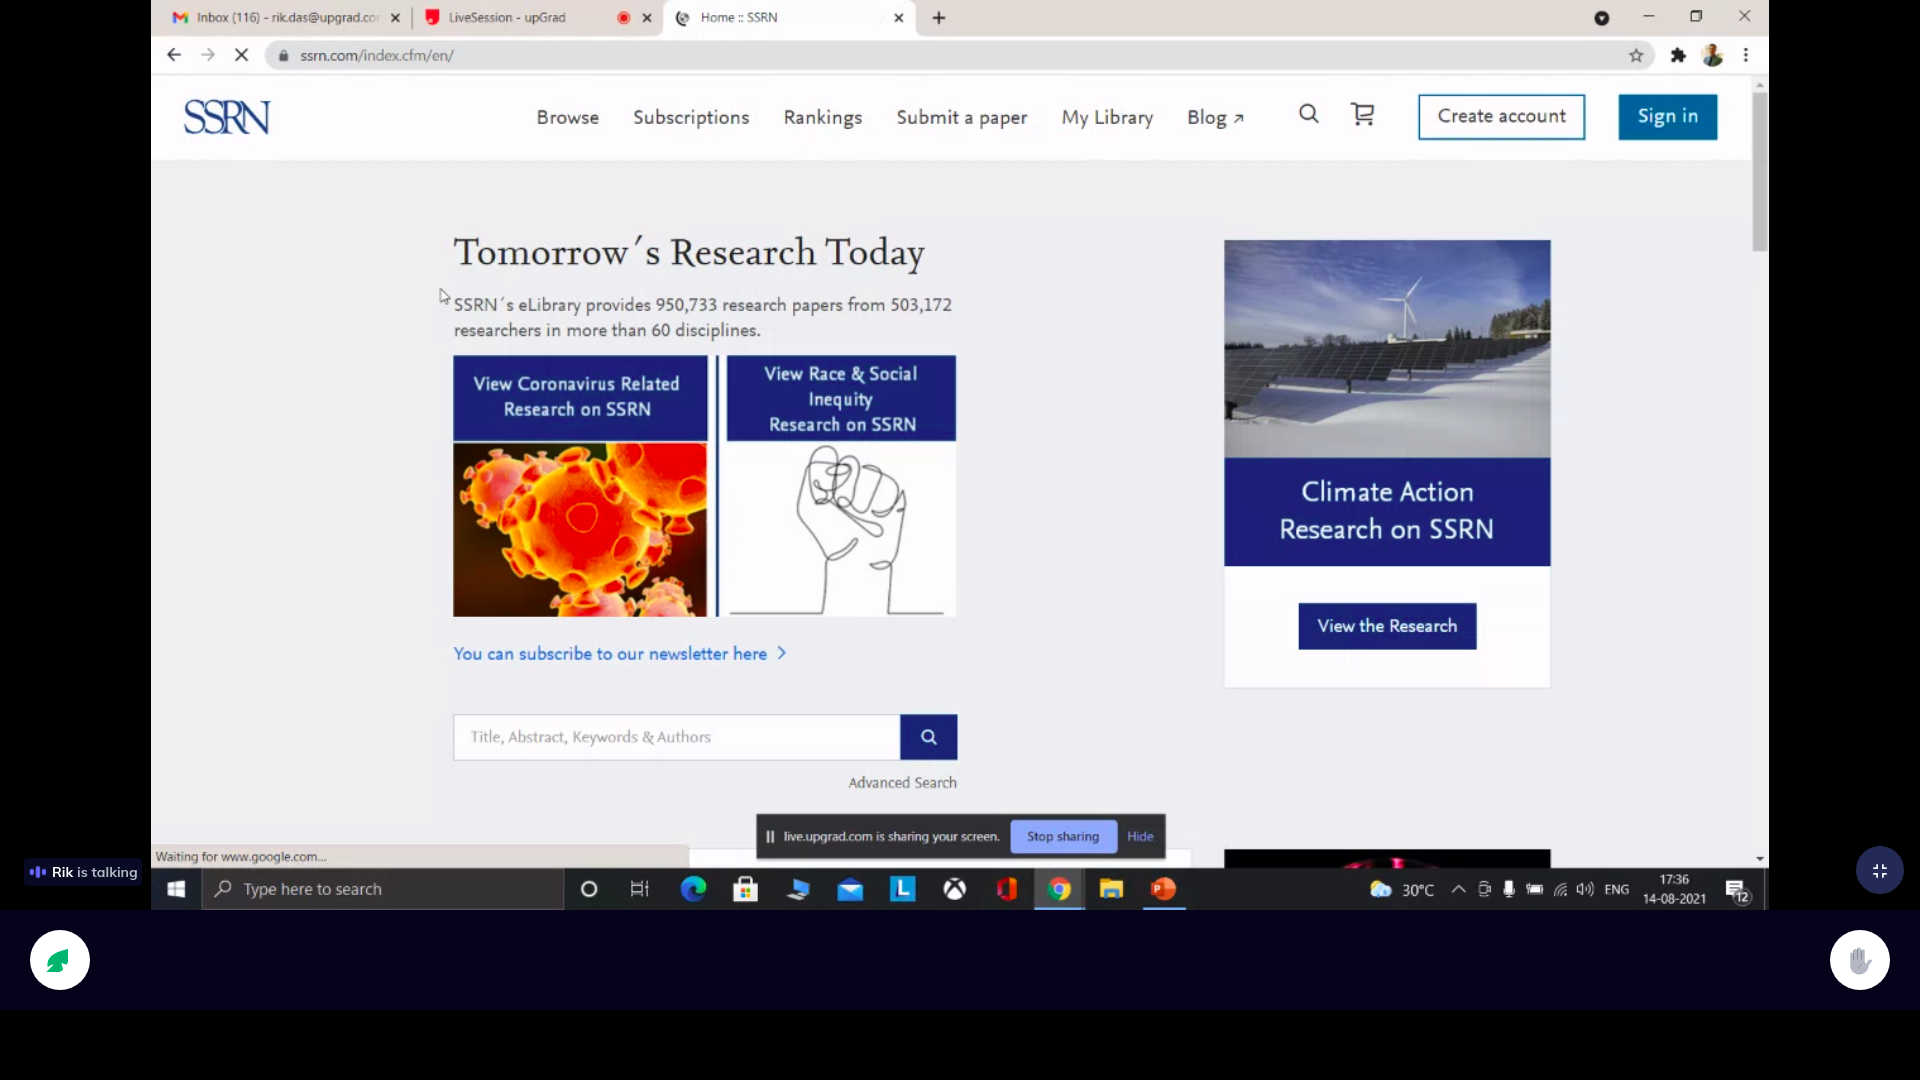 Inbox (116) - rik.das@upgrad.co
LiveSession - upGrad
Home :: SSRN
ssrn.com/index.cfm/en/
SSRN
Browse
Subscriptions
Rankings
Submit a paper
My Library
Blog ↗
Create account
Sign in
Tomorrow´s Research Today
SSRN´s eLibrary provides 950,733 research papers from 503,172
researchers in more than 60 disciplines.
View Coronavirus Related
Research on SSRN
View Race & Social
Inequity
Research on SSRN
Climate Action
Research on SSRN
View the Research
You can subscribe to our newsletter here
Title, Abstract, Keywords & Authors
Advanced Search
live.upgrad.com is sharing your screen.
Stop sharing
Hide
Waiting for www.google.com...
Rik is talking
Type here to search
L
P
30°C
ENG
17:36
14-08-2021
12